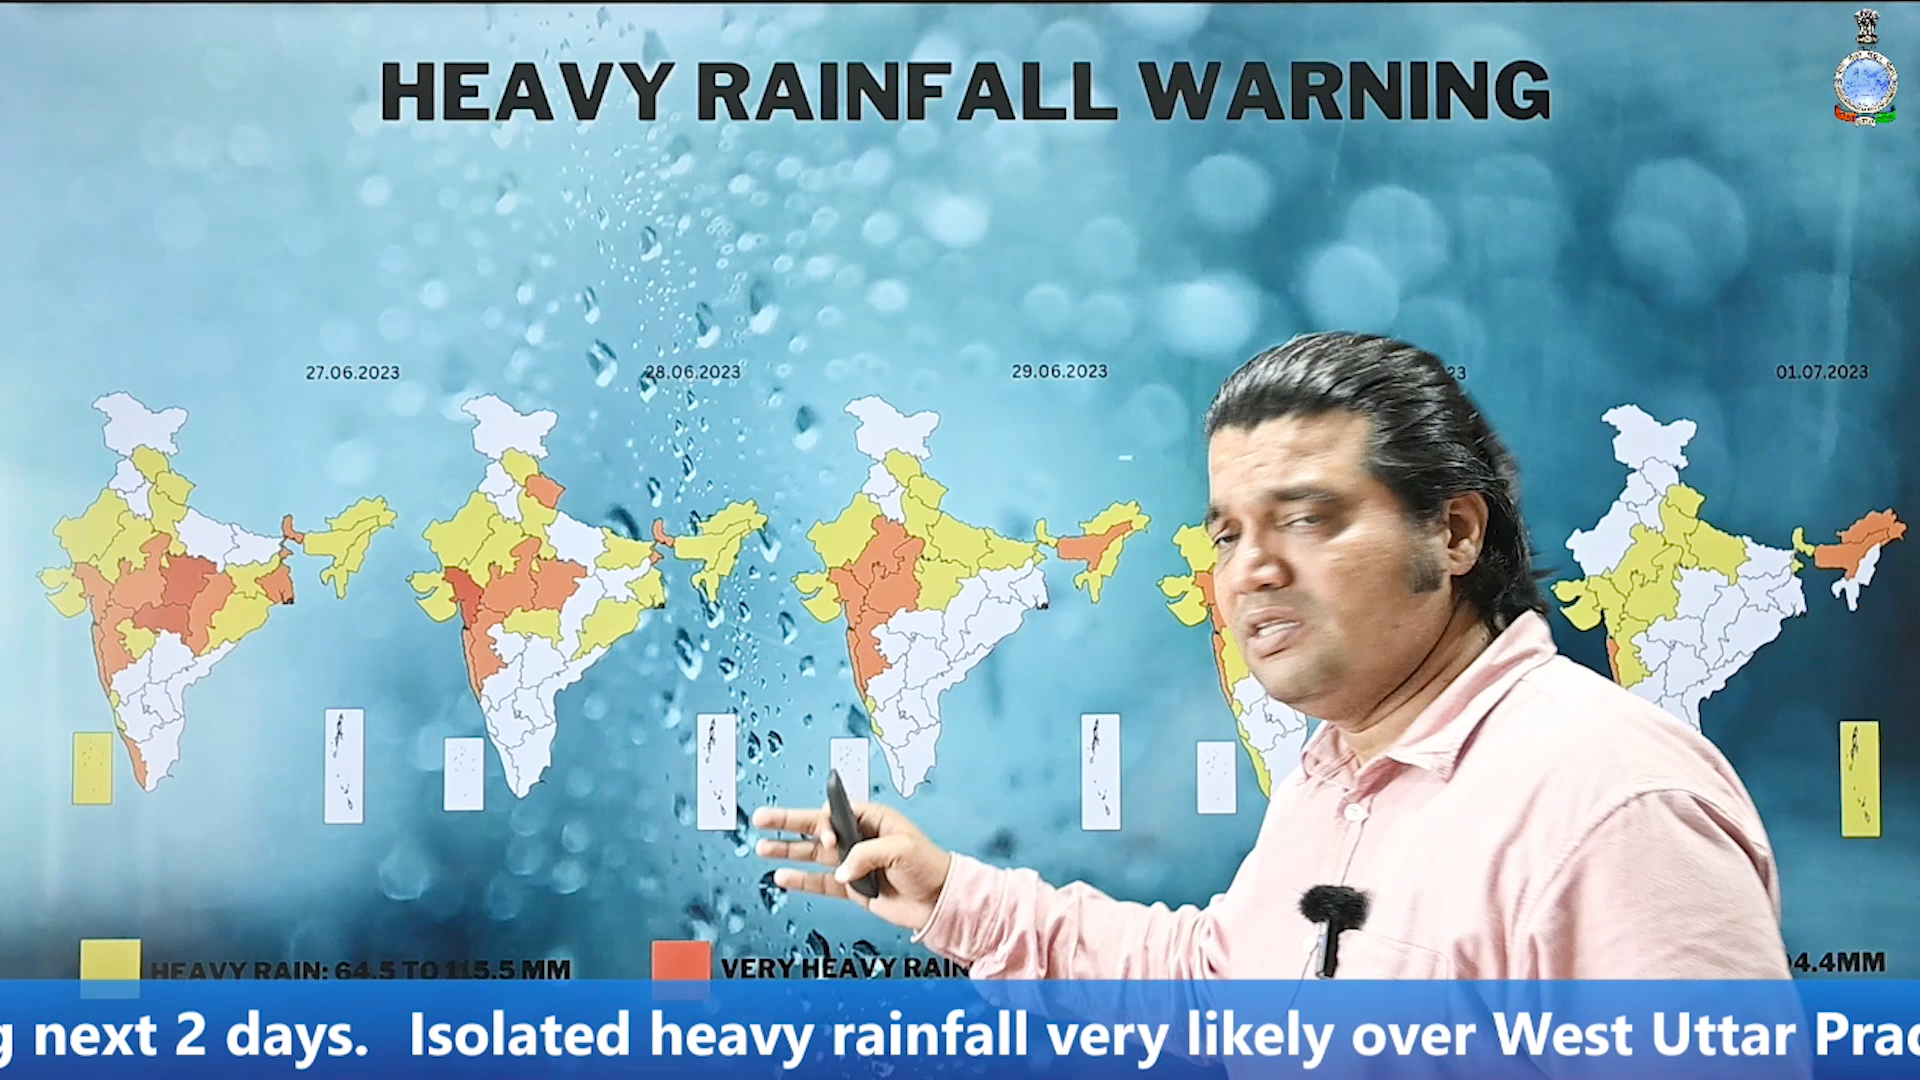 HEAVY RAINFALL WARNING
27.06.2023
28.06.2023
29.06.2023
23
01.07.2023
HEAVY RAIN: 64.5 TO 115.5 MM
VERY HEAVY RAIN
4.4MM
g next 2 days. Isolated heavy rainfall very likely over West Uttar Prac